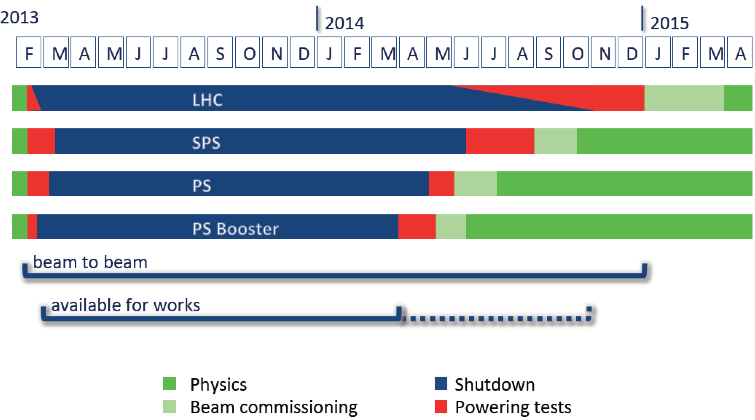 2013
2014
2015
F M A M J J A S O N D J F M A M J J A S O N D J F M A
LHC
SPS
PS
PS Booster
beam to beam
available for works
Physics
Shutdown
Beam commissioning
Powering tests